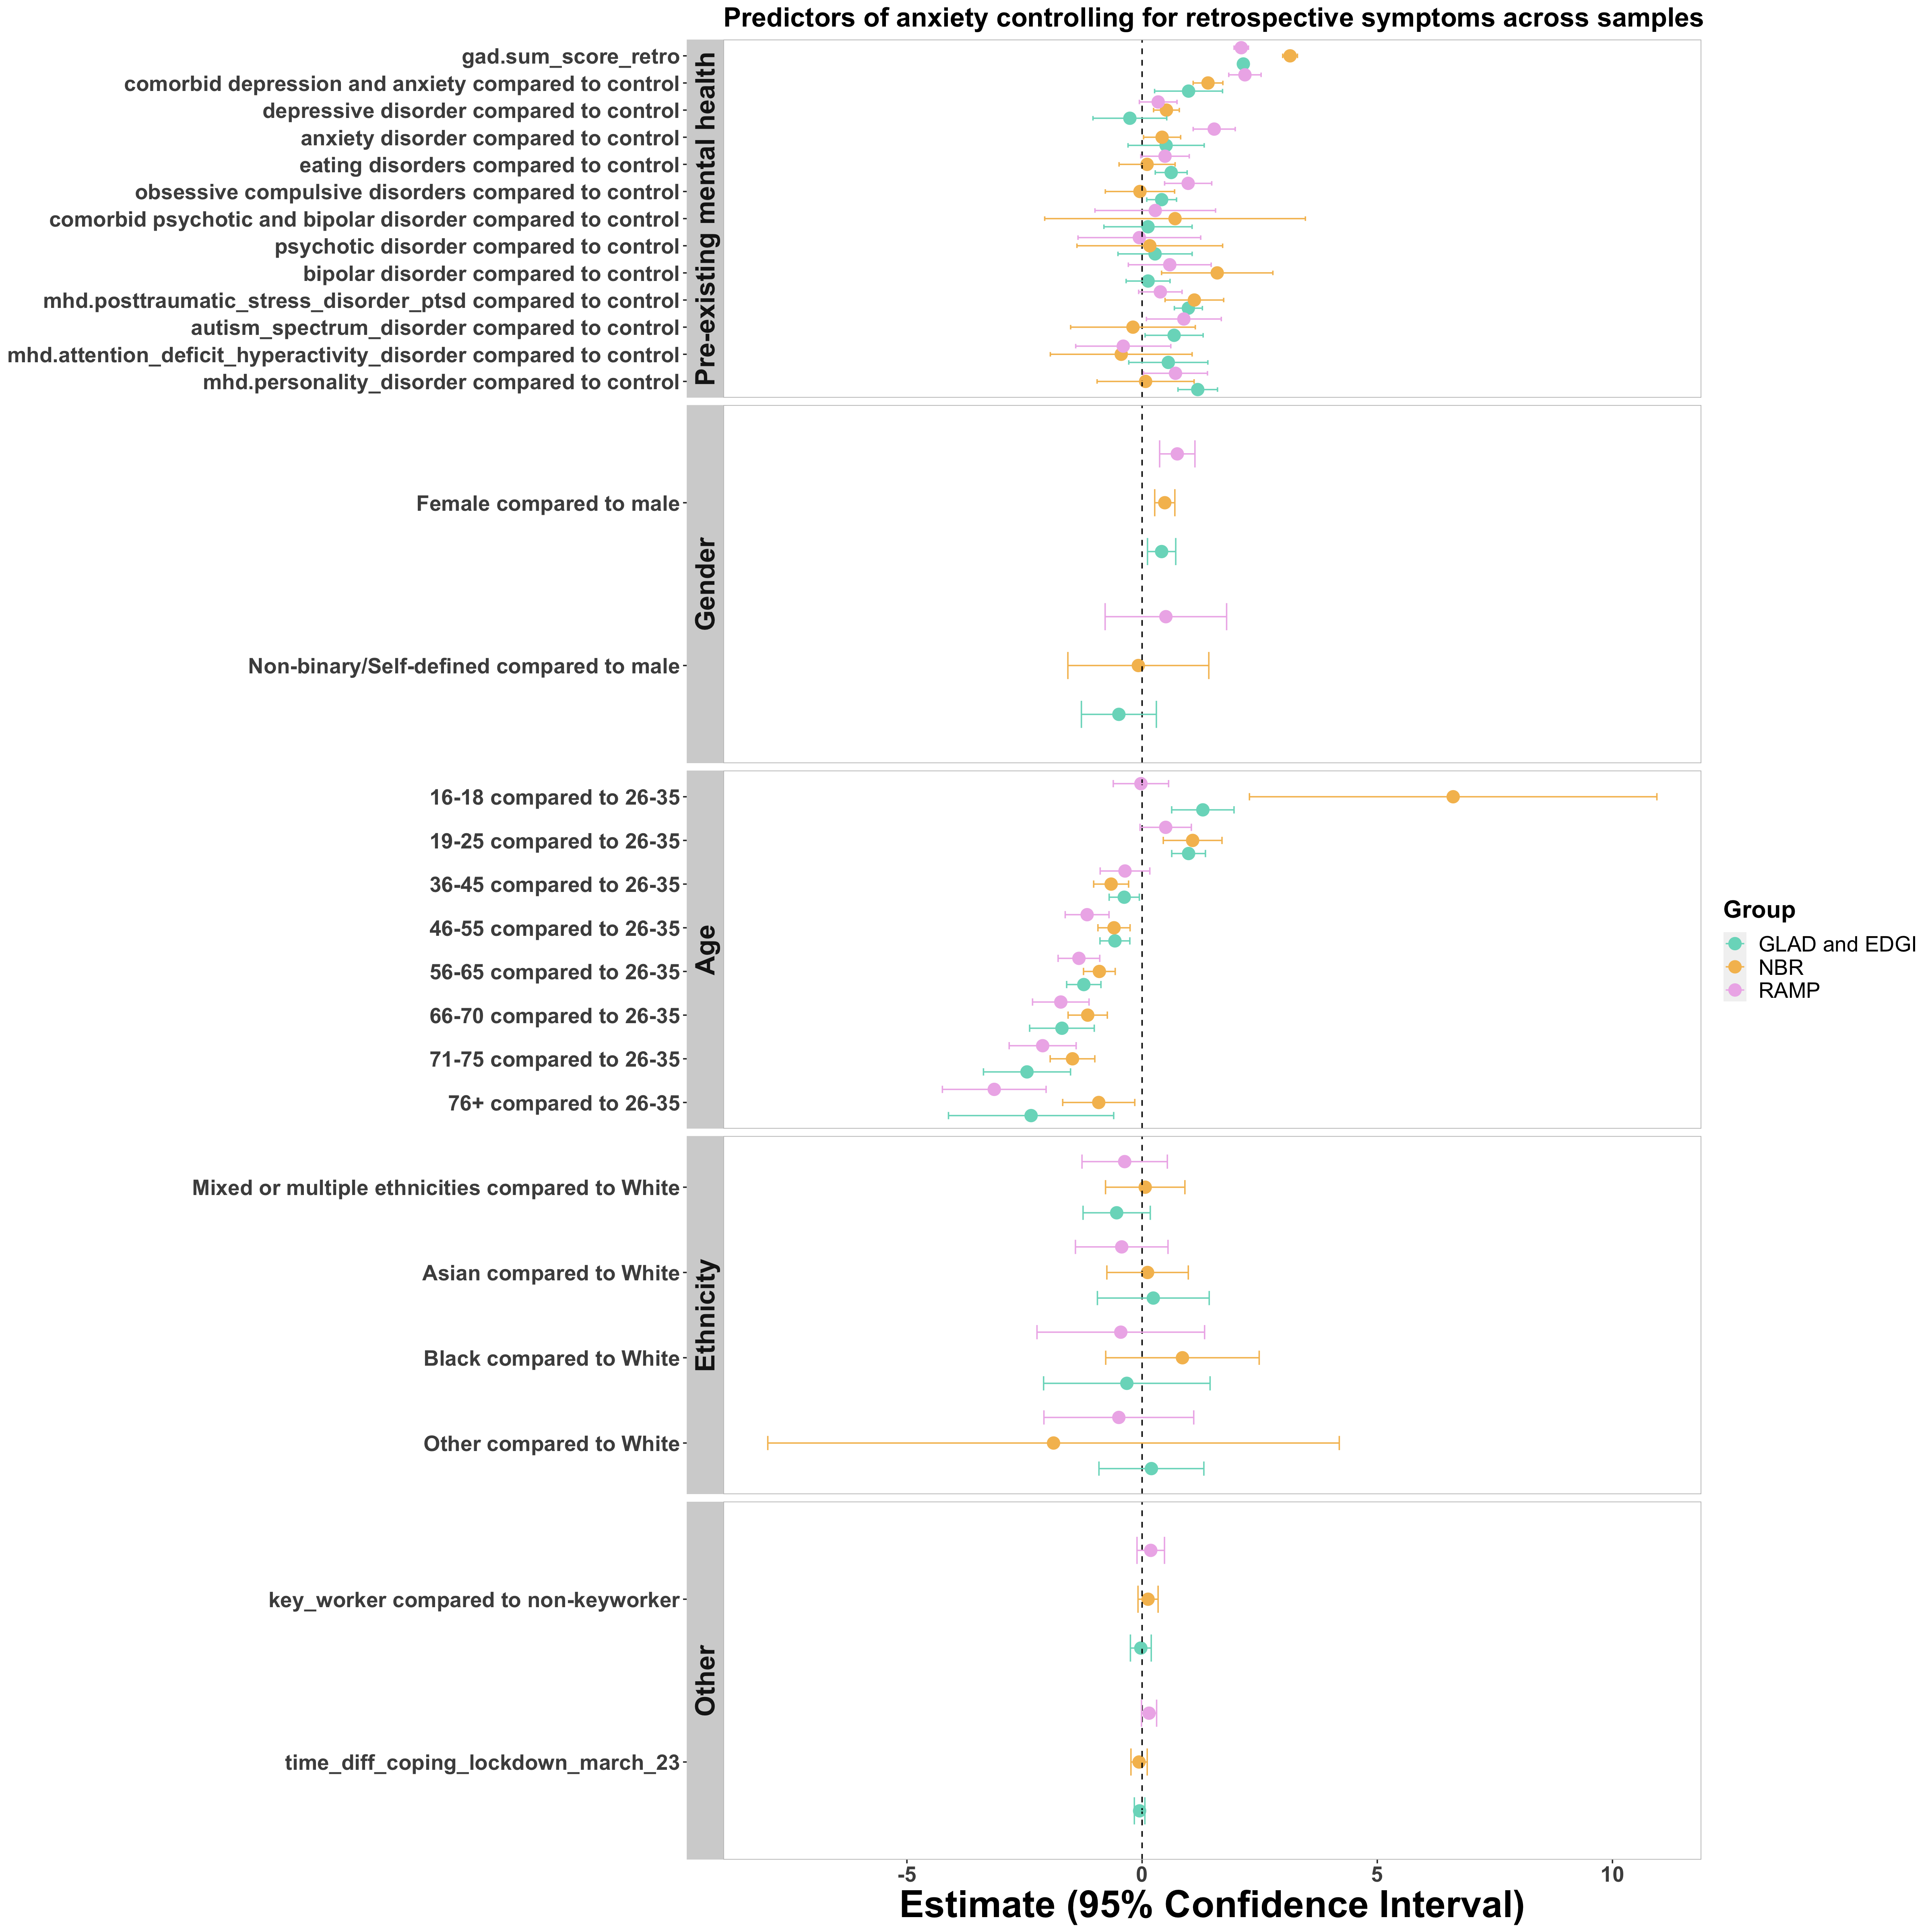 Predictors of anxiety controlling for retrospective symptoms across samples
Pre-existing mental health
gad.sum_score_retro
comorbid depression and anxiety compared to control
depressive disorder compared to control
anxiety disorder compared to control
eating disorders compared to control
obsessive compulsive disorders compared to control
comorbid psychotic and bipolar disorder compared to control
psychotic disorder compared to control
bipolar disorder compared to control
mhd.posttraumatic_stress_disorder_ptsd compared to control
autism_spectrum_disorder compared to control
mhd.attention_deficit_hyperactivity_disorder compared to control
mhd.personality_disorder compared to control
Gender
Female compared to male
Non-binary/Self-defined compared to male
Age
16-18 compared to 26-35
19-25 compared to 26-35
36-45 compared to 26-35
46-55 compared to 26-35
56-65 compared to 26-35
66-70 compared to 26-35
71-75 compared to 26-35
76+ compared to 26-35
Ethnicity
Mixed or multiple ethnicities compared to White
Asian compared to White
Black compared to White
Other compared to White
Other
key_worker compared to non-keyworker
time_diff_coping_lockdown_march_23
-5 0 5 10
Estimate (95% Confidence Interval)
Group
GLAD and EDGI
NBR
RAMP